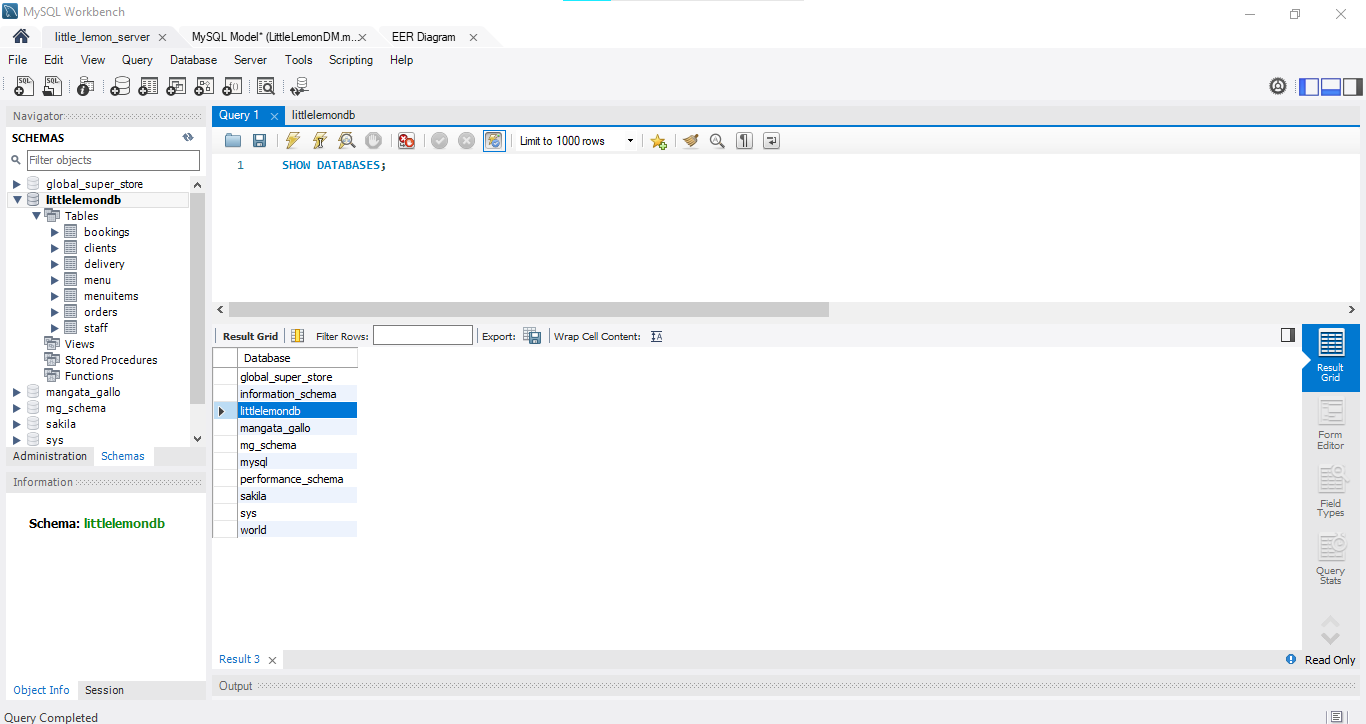 MySQL Workbench
little_lemon_server
MySQL Model* (LittleLemonDM.m...
EER Diagram
File Edit View Query Database Server Tools Scripting Help
Navigator
SCHEMAS
Filter objects
global_super_store
littlelemondb
Tables
bookings
clients
delivery
menu
menuitems
orders
staff
Views
Stored Procedures
Functions
mangata_gallo
mg_schema
sakila
sys
Administration Schemas
Information
Schema: littlelemondb
Object Info Session
Query 1 littlelemondb
Limit to 1000 rows
1 SHOW DATABASES;
Result Grid Filter Rows: Export: Wrap Cell Content:
Database
global_super_store
information_schema
littlelemondb
mangata_gallo
mg_schema
mysql
performance_schema
sakila
sys
world
Result
Grid
Form
Editor
Field
Types
Query
Stats
Result 3
Read Only
Output
Query Completed